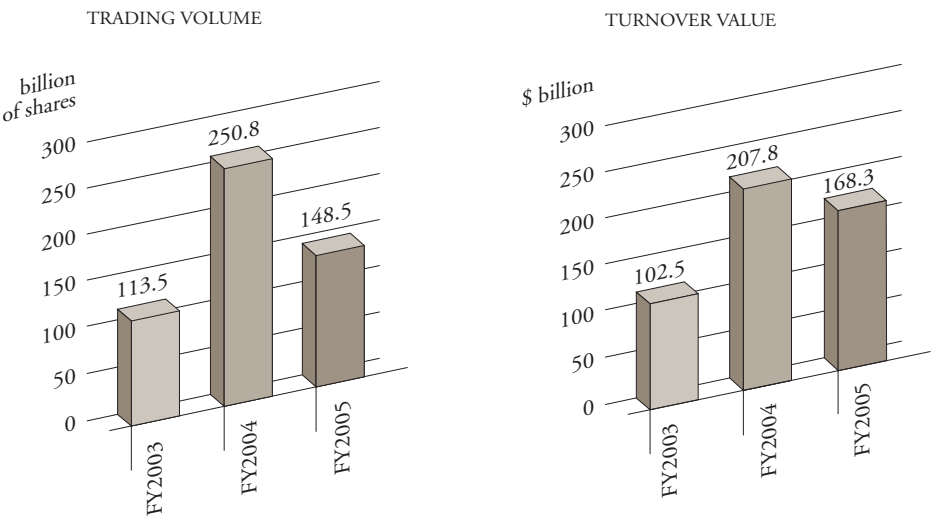 TRADING VOLUME
billion
of shares
300
250
200
150
100
50
0
113.5
250.8
148.5
FY2003
FY2004
FY2005
TURNOVER VALUE
$ billion
300
250
200
150
100
50
0
102.5
207.8
168.3
FY2003
FY2004
FY2005